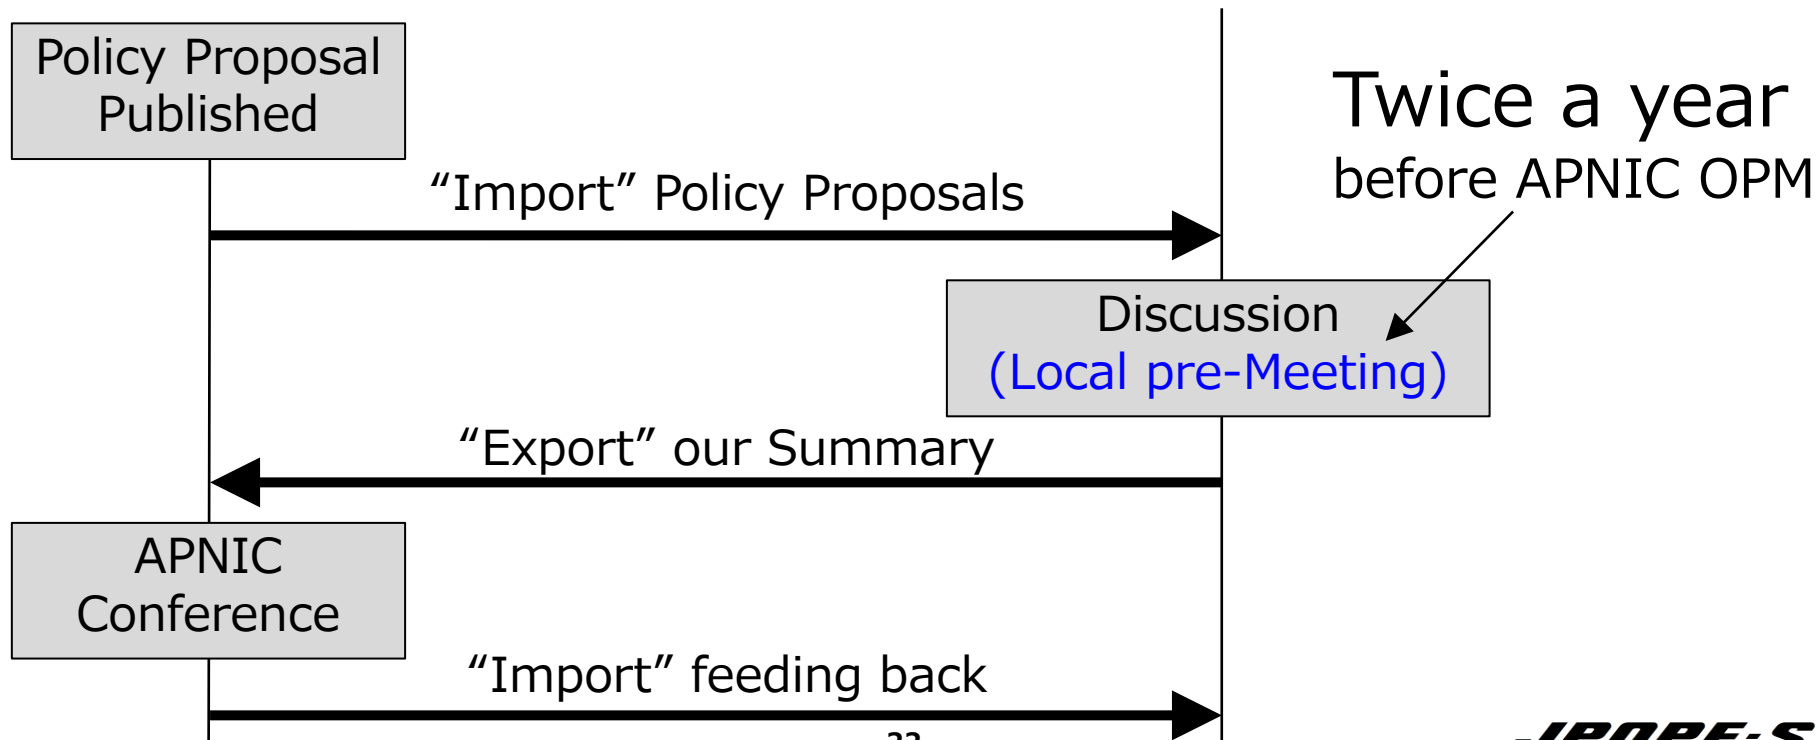 Policy Proposal
Published
Twice a year
before APNIC OPM
“Import” Policy Proposals
Discussion
(Local pre-Meeting)
“Export” our Summary
APNIC
Conference
“Import” feeding back